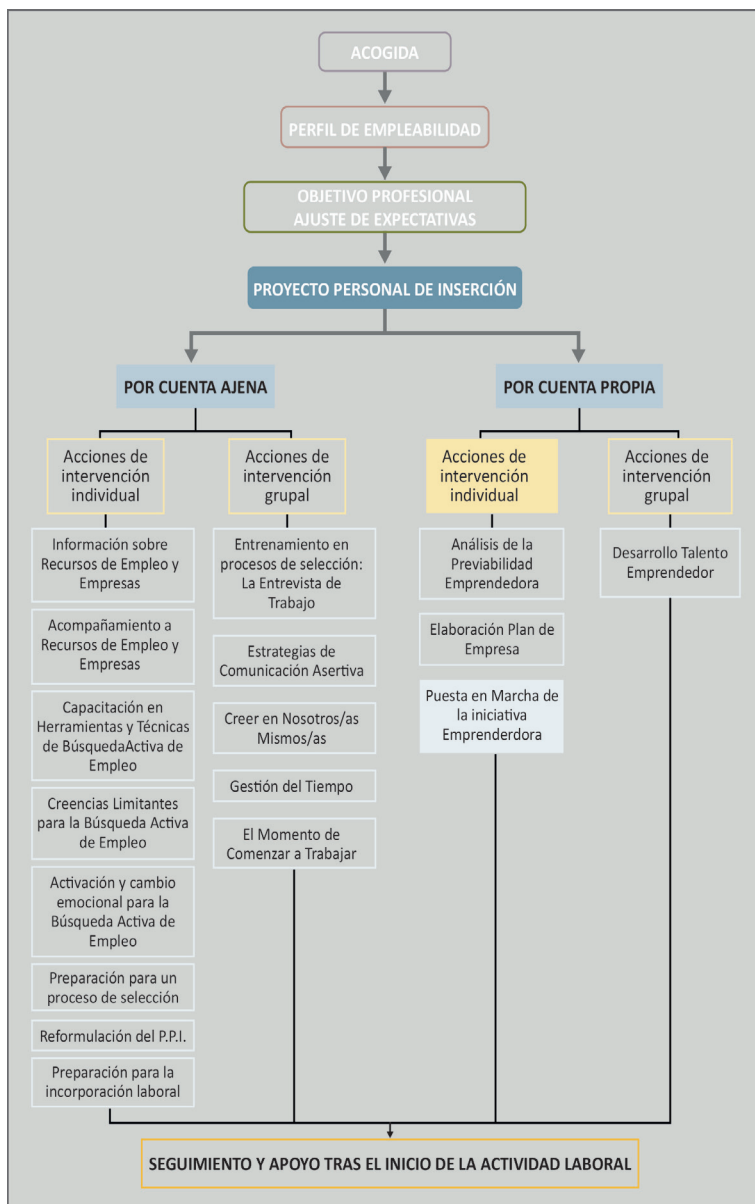 ACOGIDA
PERFIL DE EMPLEABILIDAD
OBJETIVO PROFESIONAL
AJUSTE DE EXPECTATIVAS
PROYECTO PERSONAL DE INSERCIÓN
POR CUENTA AJENA
POR CUENTA PROPIA
Acciones de
intervención
individual
Acciones de
intervención
grupal
Acciones de
intervención
individual
Acciones de
intervención
grupal
Información sobre
Recursos de Empleo y
Empresas
Acompañamiento a
Recursos de Empleo y
Empresas
Capacitación en
Herramientas y Técnicas
de BúsquedaActiva de
Empleo
Creencias Limitantes
para la Búsqueda Activa
de Empleo
Activación y cambio
emocional para la
Búsqueda Activa de
Empleo
Preparación para un
proceso de selección
Reformulación del P.P.I.
Preparación para la
incorporación laboral
Entrenamiento en
procesos de selección:
La Entrevista de
Trabajo
Estrategias de
Comunicación Asertiva
Creer en Nosotros/as
Mismos/as
Gestión del Tiempo
El Momento de
Comenzar a Trabajar
Análisis de la
Previabilidad
Emprendedora
Elaboración Plan de
Empresa
Puesta en Marcha de
la iniciativa
Emprenderdora
Desarrollo Talento
Emprendedor
SEGUIMIENTO Y APOYO TRAS EL INICIO DE LA ACTIVIDAD LABORAL